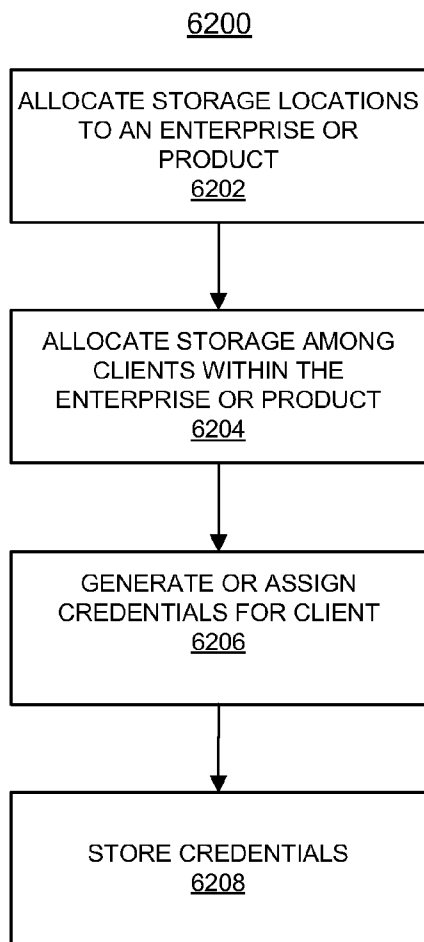 6200
ALLOCATE STORAGE LOCATIONS
TO AN ENTERPRISE OR
PRODUCT
6202
ALLOCATE STORAGE AMONG
CLIENTS WITHIN THE
ENTERPRISE OR PRODUCT
6204
GENERATE OR ASSIGN
CREDENTIALS FOR CLIENT
6206
STORE CREDENTIALS
6208